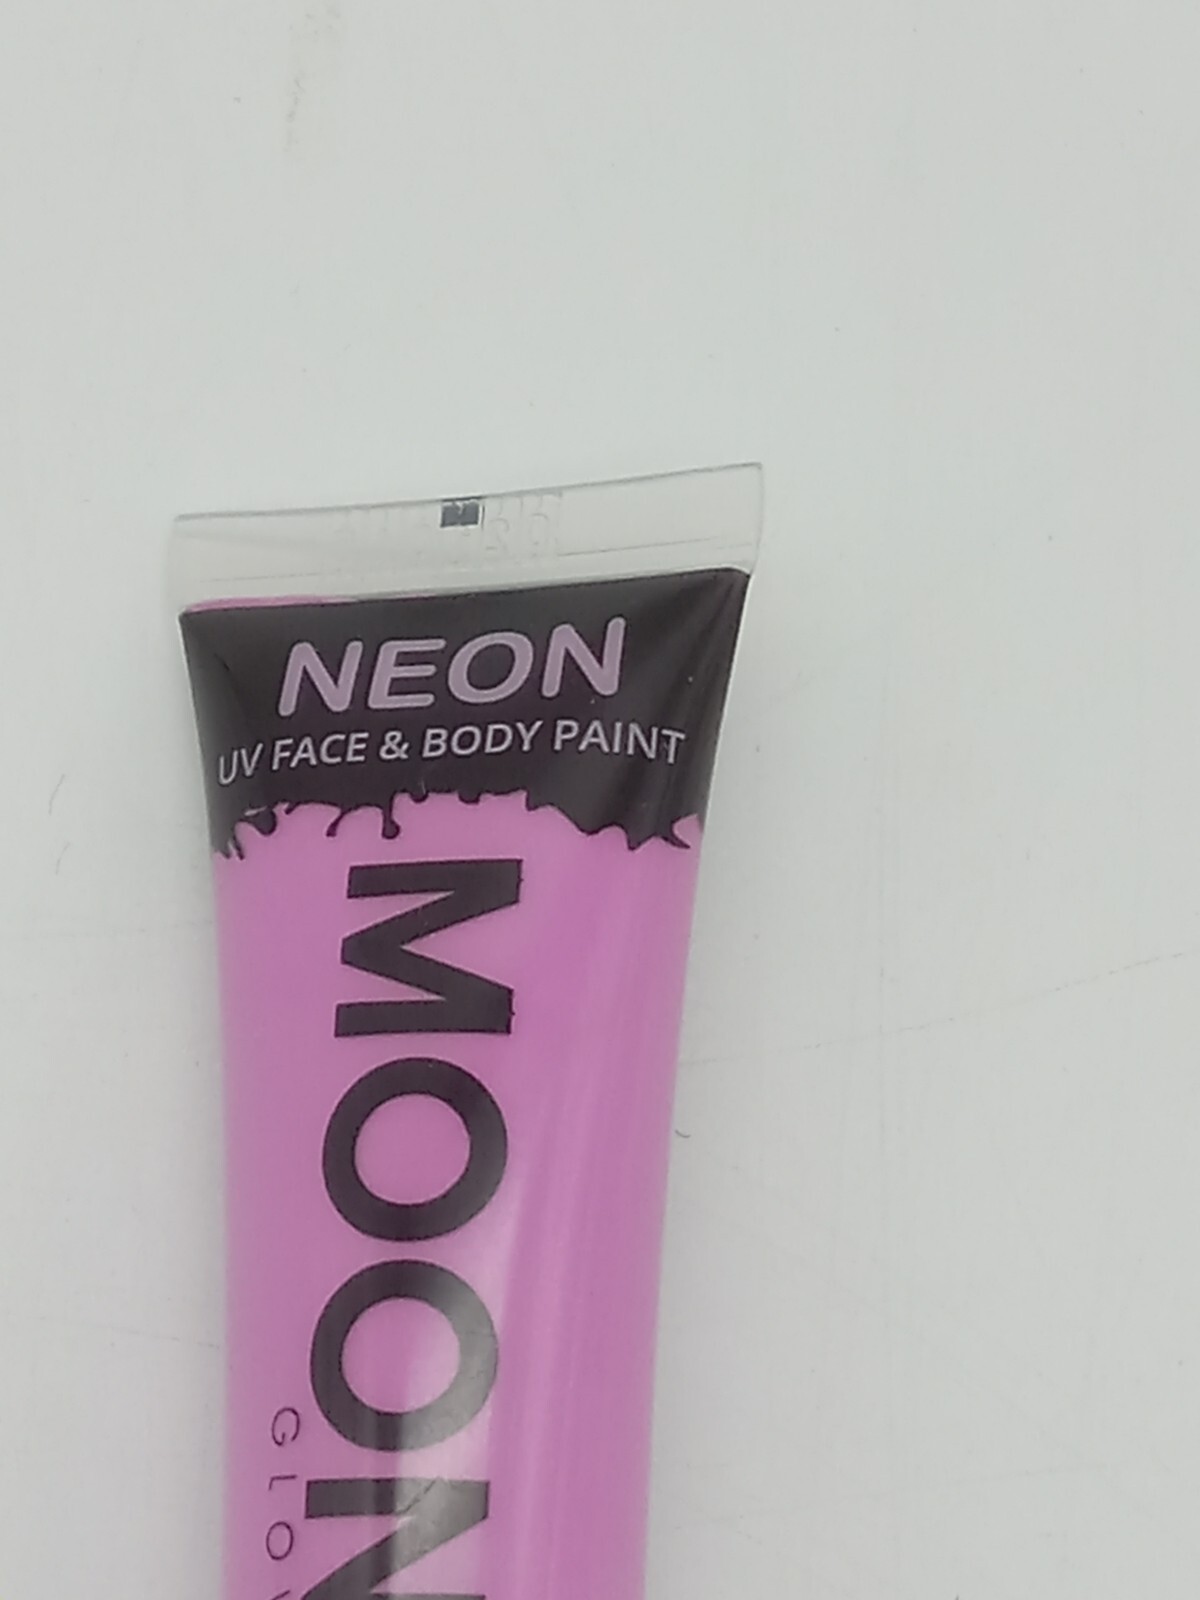 NEON
UV FACE & BODY PAINT
MOON
GLO